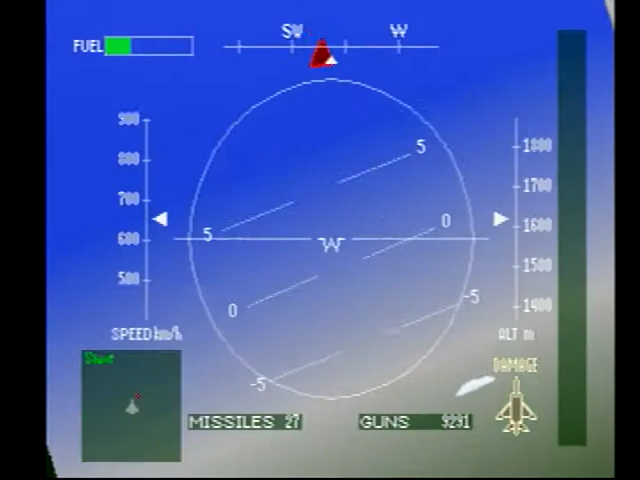 SW W
FUEL
900
800
700
600
500
SPEED km/h
1800
1700
1600
1500
1400
ALT m
5
5
0
0
-5
-5
DAMAGE
MISSILES 27
GUNS 9291